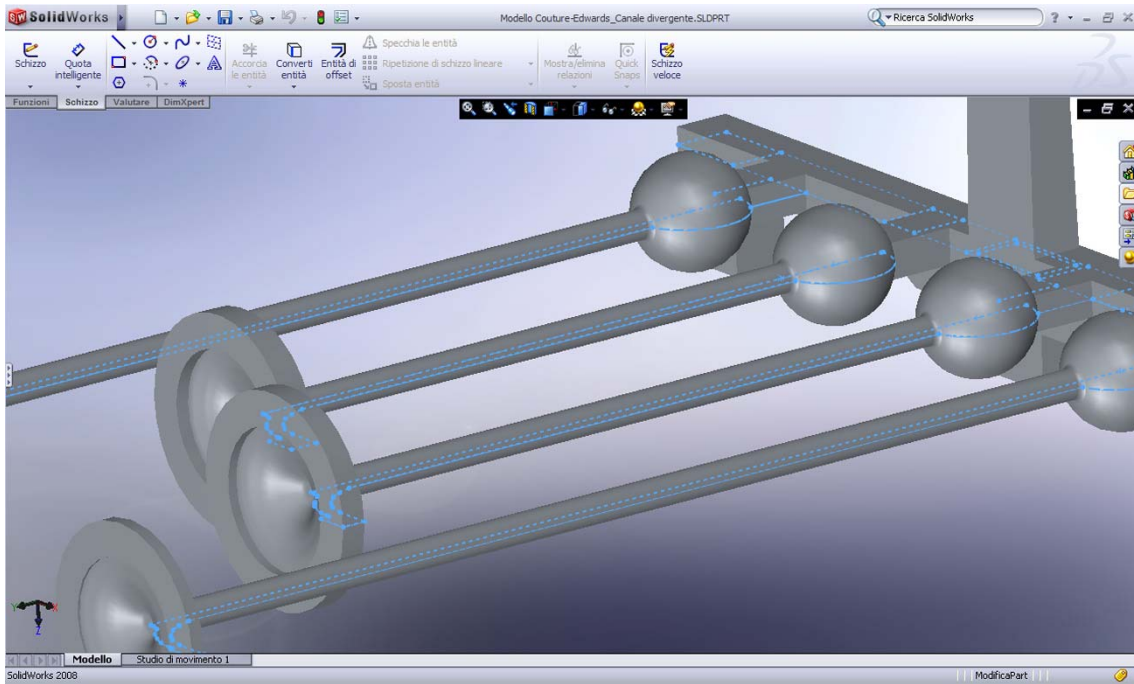 SolidWorks
Modello Couture-Edwards_Canale divergente.SLDPRT
Ricerca SolidWorks
?
Schizzo
Quota intelligente
Accorcia le entità
Converti entità
Entità di offset
Specchia le entità
Ripetizione di schizzo lineare
Sposta entità
Mostra/elimina relazioni
Quick Snaps
Schizzo veloce
Funzioni Schizzo Valutare DimXpert
Y X
Z
Modello Studio di movimento 1
SolidWorks 2008 ModificaPart